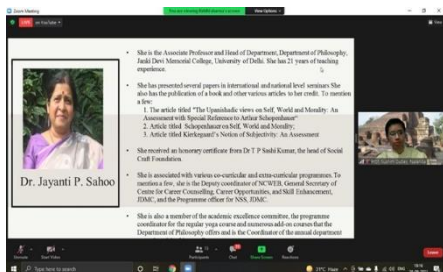 Zoom Meeting
View Options
LIVE on YouTube
View
• She is the Associate Professor and Head of Department, Department of Philosophy,
Janki Devi Memorial College, University of Delhi. She has 21 years of teaching
experience.
• She has presented several papers in international and national level seminars She
also has the publication of a book and other various articles to her credit. To mention
a few:
1. The article titled "The Upanishadic views on Self, World and Morality: An
Assessment with Special Reference to Arthur Schopenhauer"
2. Article titled Schopenhauer on Self, World and Morality;
3. Article titled Kierkegaard's Notion of Subjectivity: An Assessment
• She received an honorary certificate from Dr T P Sashi Kumar, the head of Social
Craft Foundation.
• She is associated with various co-curricular and extra-curricular programmes. To
mention a few, she is the Deputy coordinator of NCWEB, General Secretary of
Centre for Career Counselling, Career Opportunities, and Skill Enhancement,
JDMC, and the Programme officer for NSS, JDMC.
• She is also a member of the academic excellence committee, the programme
coordinator for the regular yoga course and numerous add-on courses that the
Department of Philosophy offers and is the Coordinator of the annual department
Dr. Jayanti P. Sahoo
Unmute
Start Video
Participants
Chat
Share Screen
Reactions
Type here to search